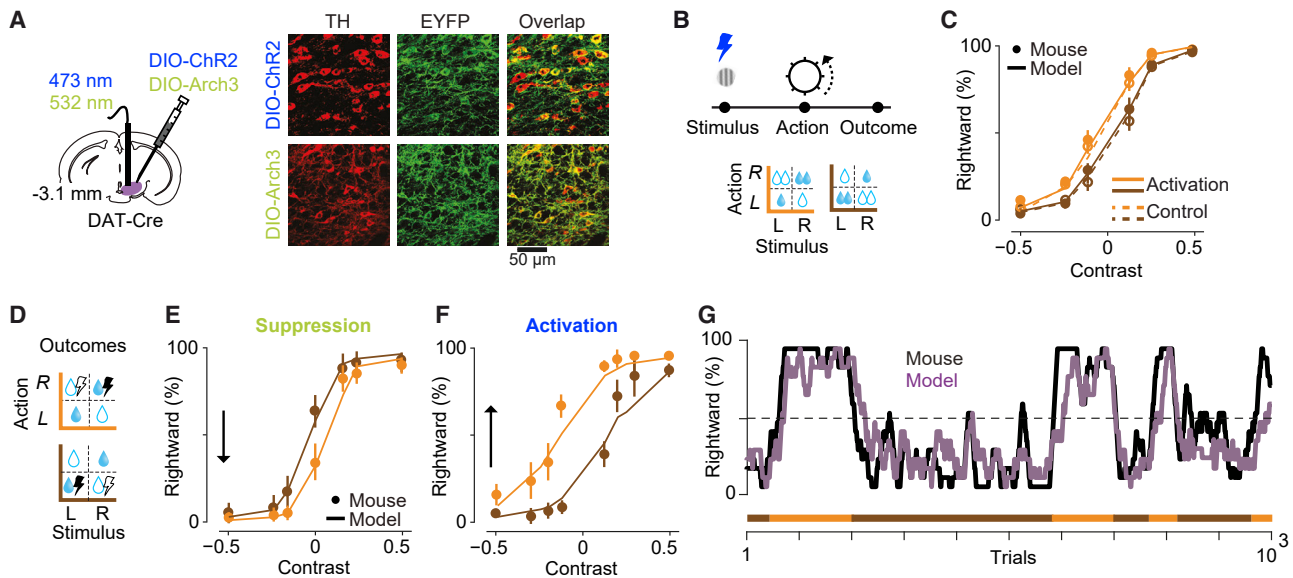 A
TH EYFP Overlap
DIO-ChR2
DIO-Arch3
473 nm
532 nm
-3.1 mm
DAT-Cre
DIO-ChR2
DIO-Arch3
50 µm
B
Stimulus Action Outcome
Action
R
L
L R
L R
Stimulus
C
Rightward (%)
100
0
Mouse
Model
Activation
Control
−0.5 0 0.5
Contrast
D
Outcomes
Action
R
L
L R
Stimulus
E
Suppression
Rightward (%)
100
0
Mouse
Model
−0.5 0 0.5
Contrast
F
Activation
Rightward (%)
100
0
−0.5 0 0.5
Contrast
G
Rightward (%)
100
0
Mouse
Model
1 Trials 10³